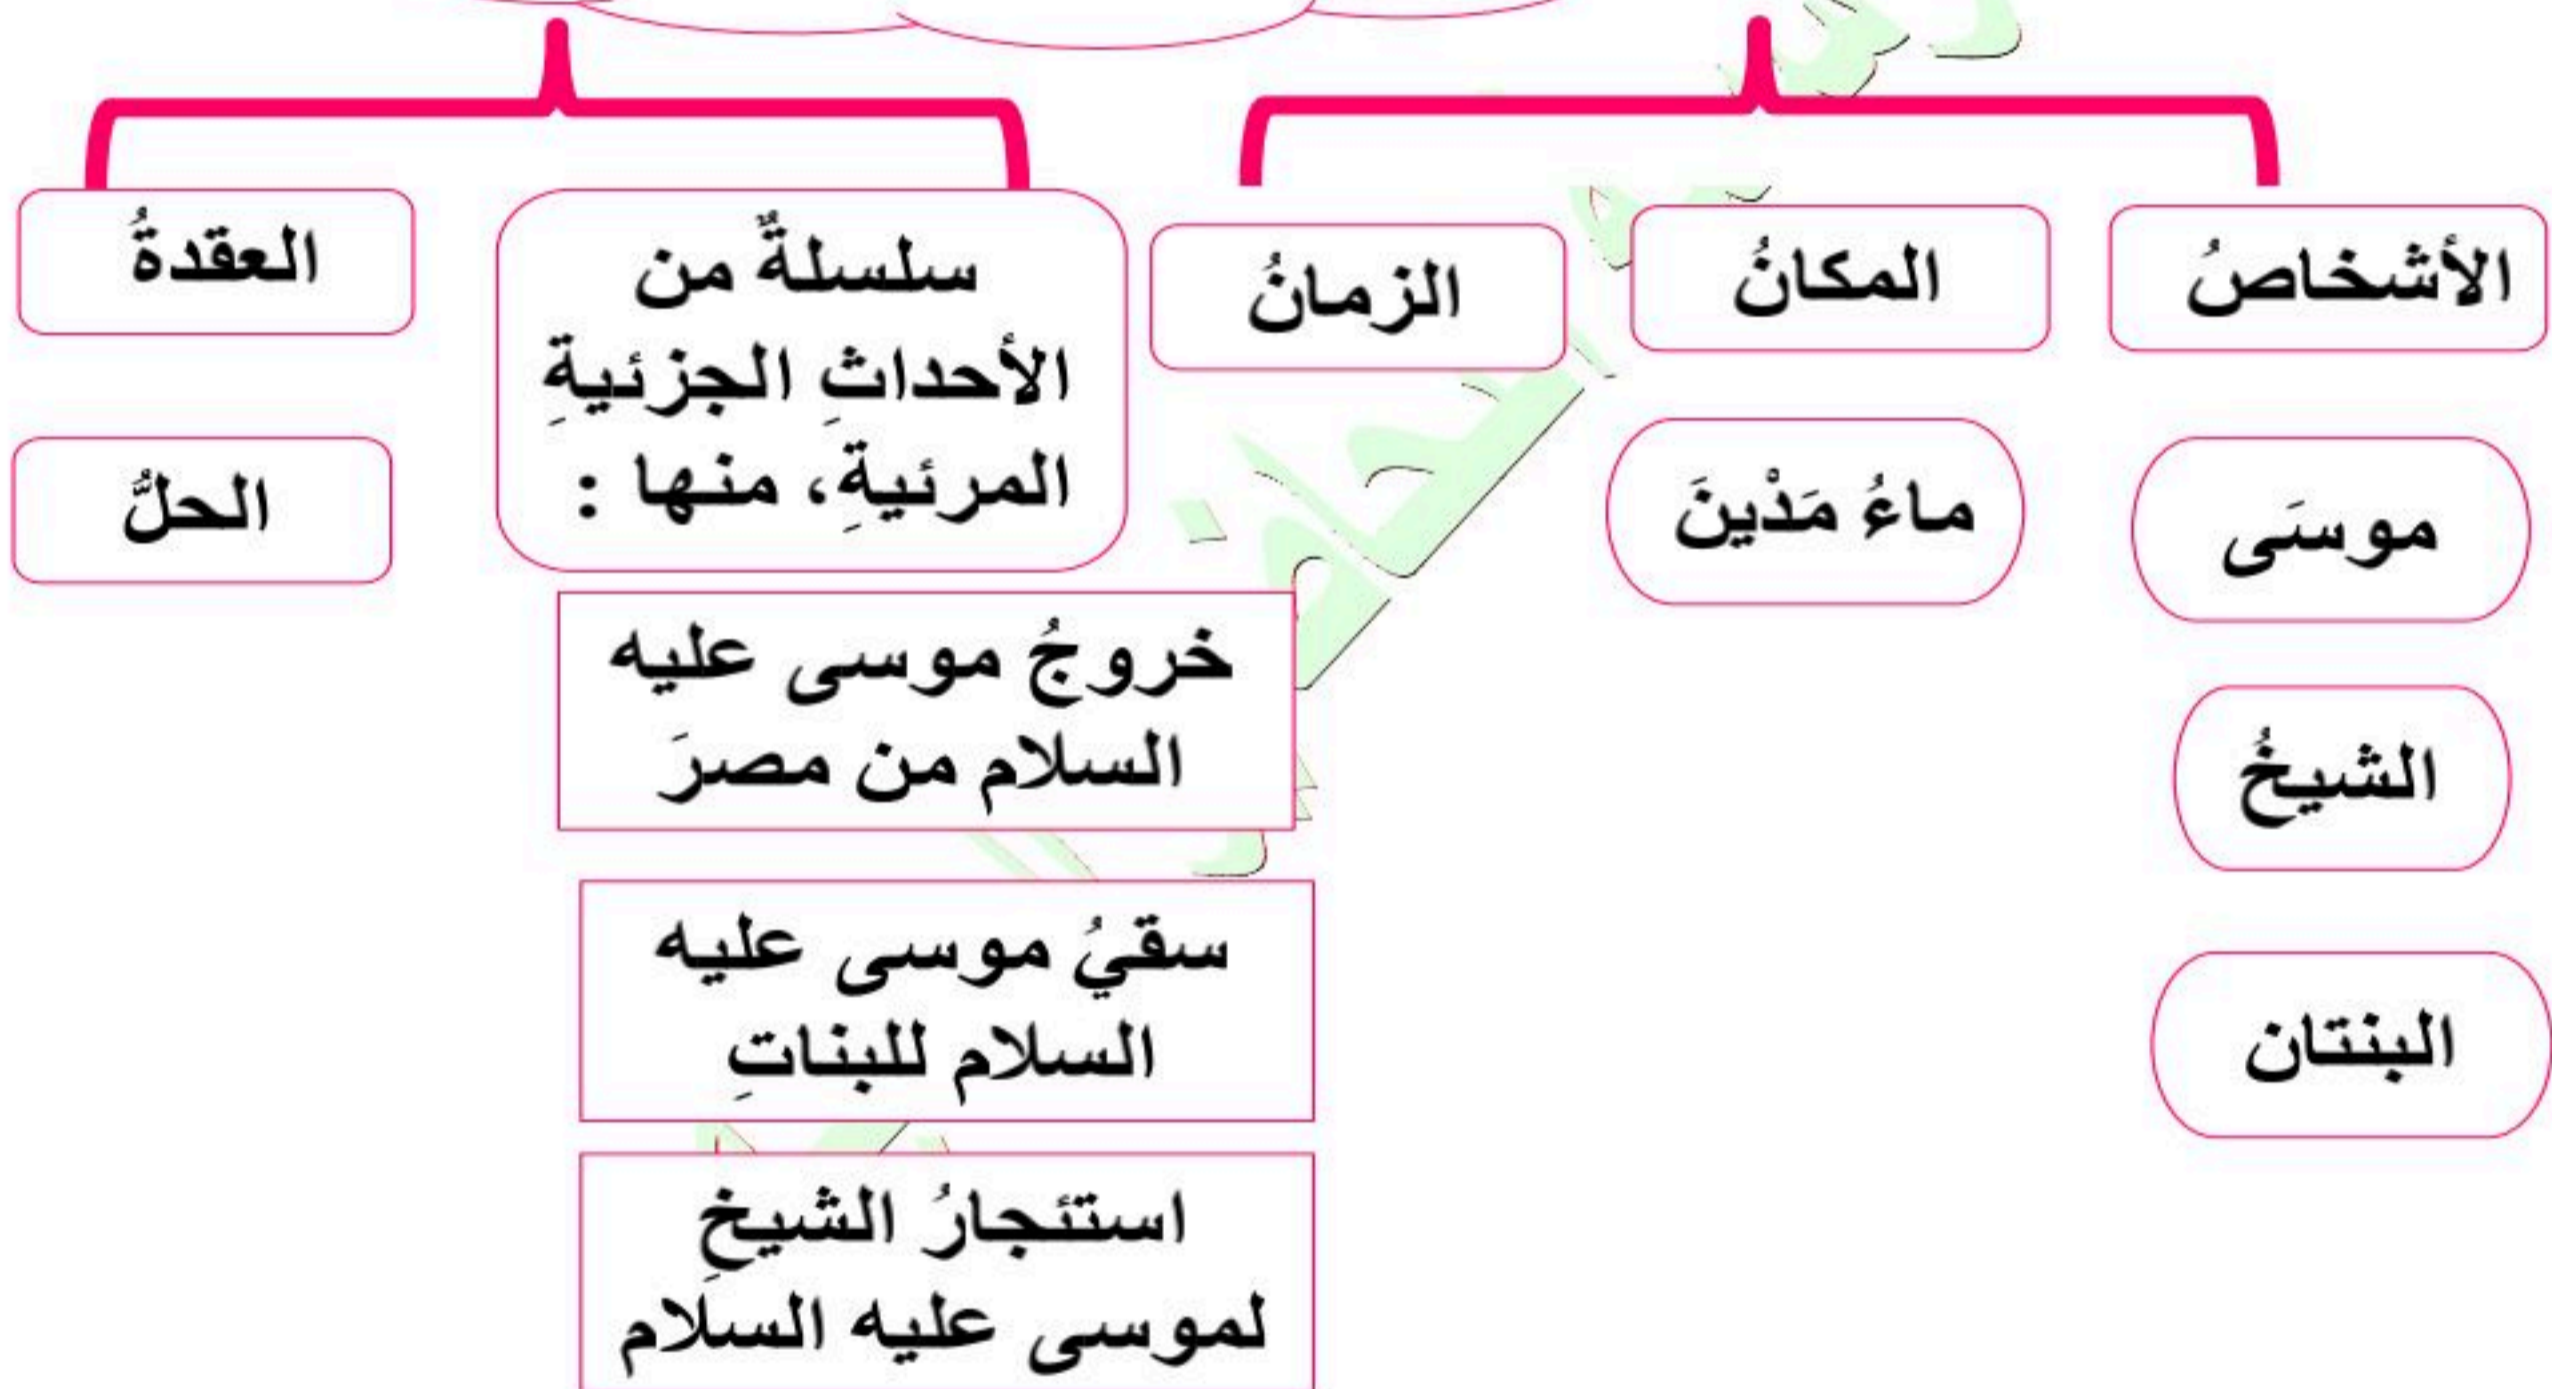 الأشخاصُ
المكانُ
الزمانُ
سلسلةٌ من
الأحداثِ الجزئيةِ
المرئيةِ، منها :
العقدةُ
موسَى
ماءُ مَدْينَ
الحلُّ
الشيخُ
البنتان
خروجُ موسى عليه
السلام من مصرَ
سقيُ موسى عليه
السلام للبناتِ
استئجارُ الشيخِ
لموسى عليه السلام